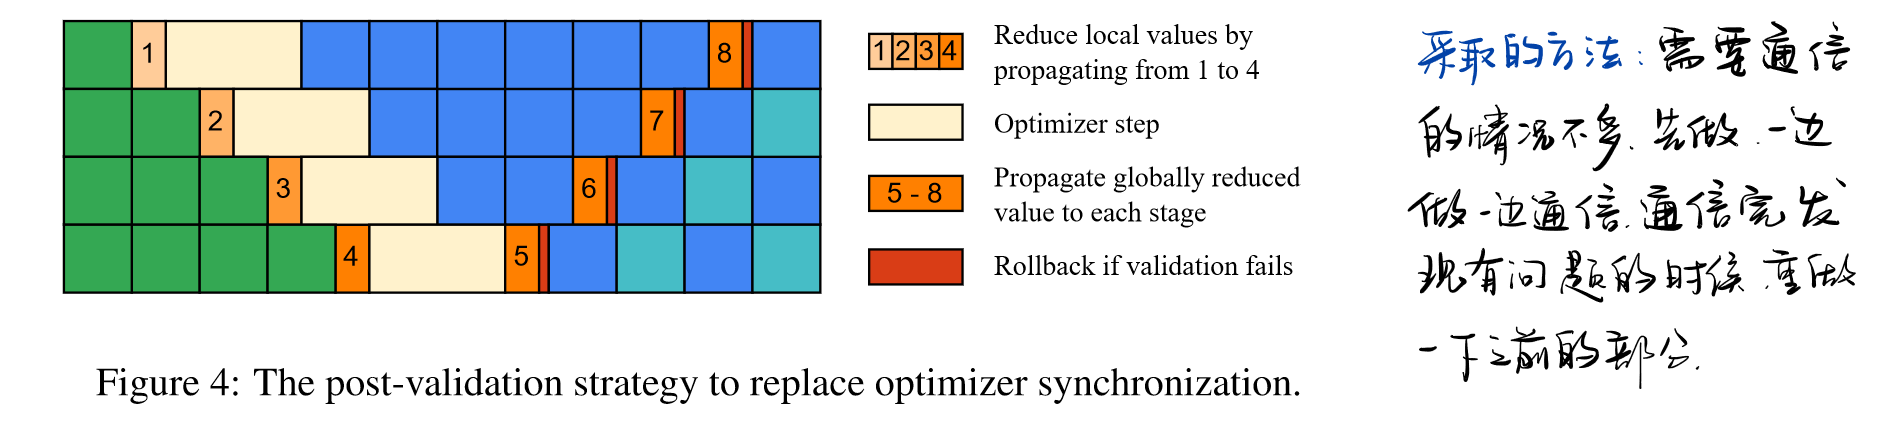 1
8
2
7
3
6
4
5
1 2 3 4
Reduce local values by
propagating from 1 to 4
Optimizer step
5 - 8
Propagate globally reduced
value to each stage
Rollback if validation fails
Figure 4: The post-validation strategy to replace optimizer synchronization.
采取的方法：需要通信
的情况不多.先做.一边
做一边通信.通信完发
现有问题的时候.重做
一下之前的部分.